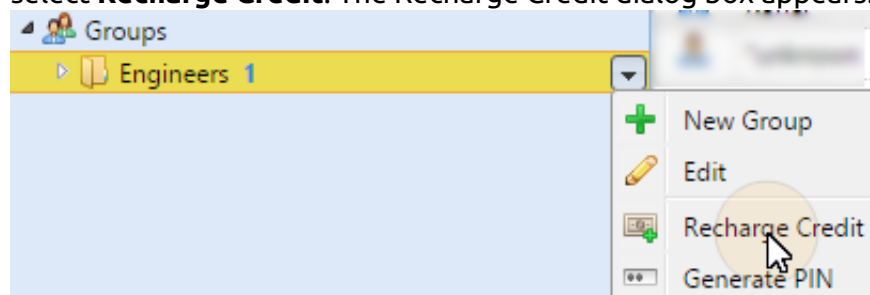 select Recharge Credit. The Recharge Credit dialog box appears.
Groups
Engineers 1
New Group
Edit
Recharge Credit
Generate PIN